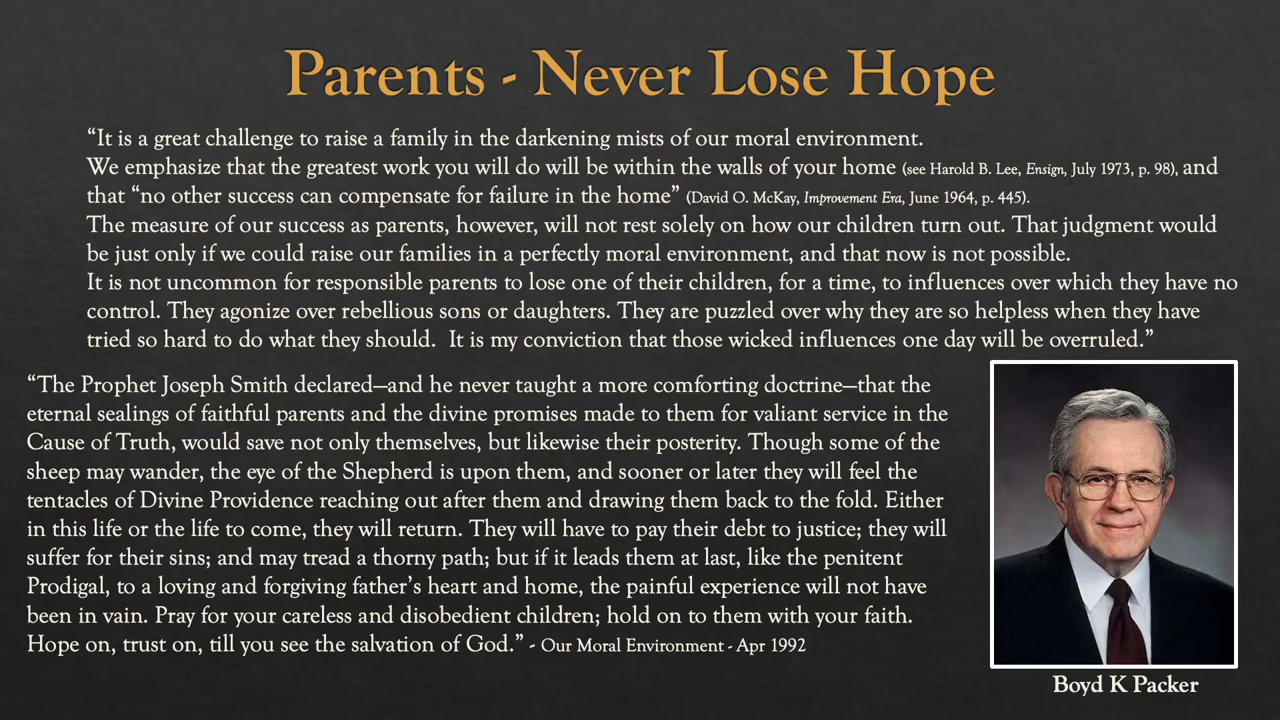 Parents - Never Lose Hope
“It is a great challenge to raise a family in the darkening mists of our moral environment.
We emphasize that the greatest work you will do will be within the walls of your home (see Harold B. Lee, Ensign, July 1973, p. 98), and
that “no other success can compensate for failure in the home” (David O. McKay, Improvement Era, June 1964, p. 445).
The measure of our success as parents, however, will not rest solely on how our children turn out. That judgment would
be just only if we could raise our families in a perfectly moral environment, and that now is not possible.
It is not uncommon for responsible parents to lose one of their children, for a time, to influences over which they have no
control. They agonize over rebellious sons or daughters. They are puzzled over why they are so helpless when they have
tried so hard to do what they should.  It is my conviction that those wicked influences one day will be overruled.”
“The Prophet Joseph Smith declared—and he never taught a more comforting doctrine—that the
eternal sealings of faithful parents and the divine promises made to them for valiant service in the
Cause of Truth, would save not only themselves, but likewise their posterity. Though some of the
sheep may wander, the eye of the Shepherd is upon them, and sooner or later they will feel the
tentacles of Divine Providence reaching out after them and drawing them back to the fold. Either
in this life or the life to come, they will return. They will have to pay their debt to justice; they will
suffer for their sins; and may tread a thorny path; but if it leads them at last, like the penitent
Prodigal, to a loving and forgiving father’s heart and home, the painful experience will not have
been in vain. Pray for your careless and disobedient children; hold on to them with your faith.
Hope on, trust on, till you see the salvation of God.” - Our Moral Environment - Apr 1992
Boyd K Packer